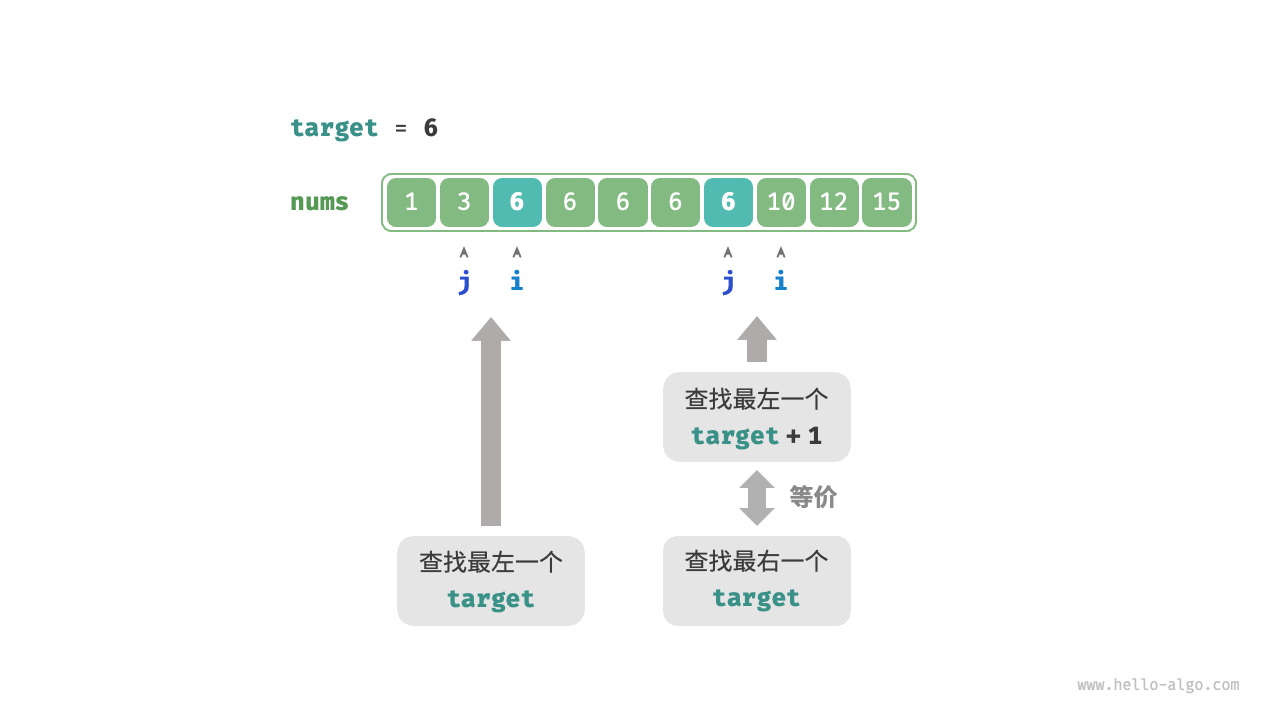 target = 6
nums 1 3 6 6 6 6 6 10 12 15
j i j i
查找最左一个
target + 1
等价
查找最左一个
target
查找最右一个
target
www.hello-algo.com